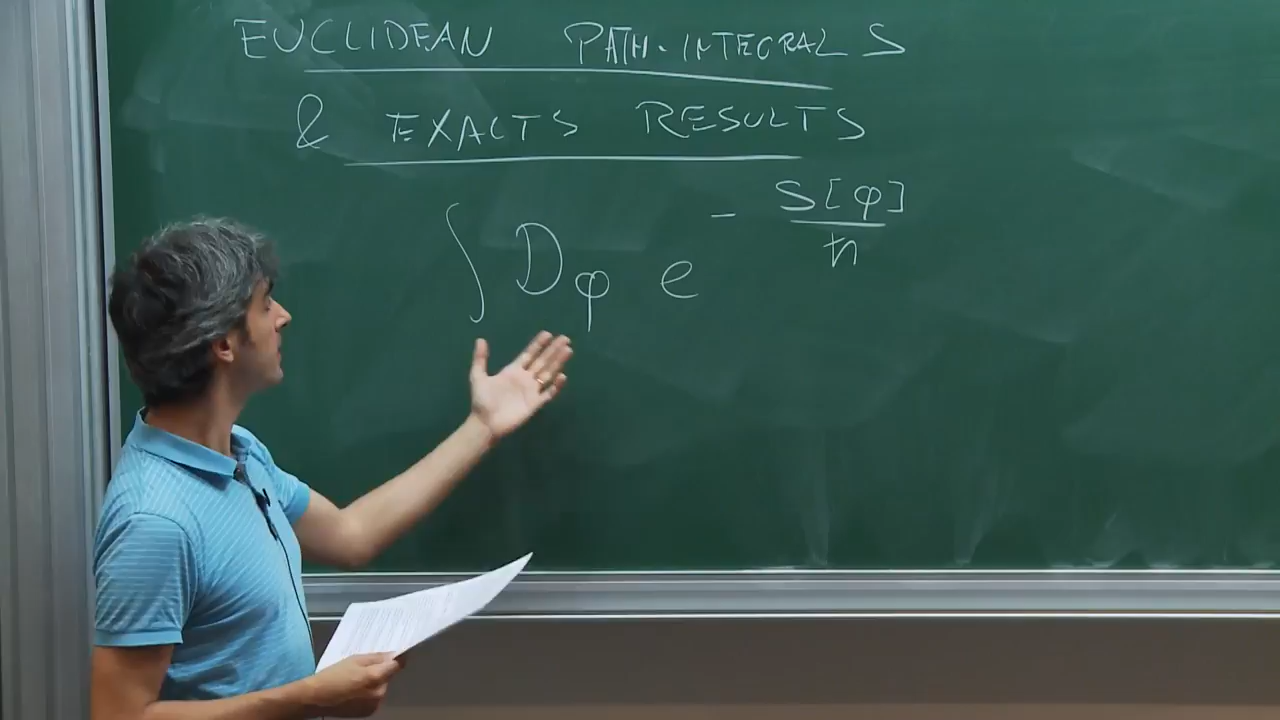 EUCLIDEAN PATH-INTEGRALS
& EXACTS RESULTS
∫ Dφ e^{- S[φ]/ħ}